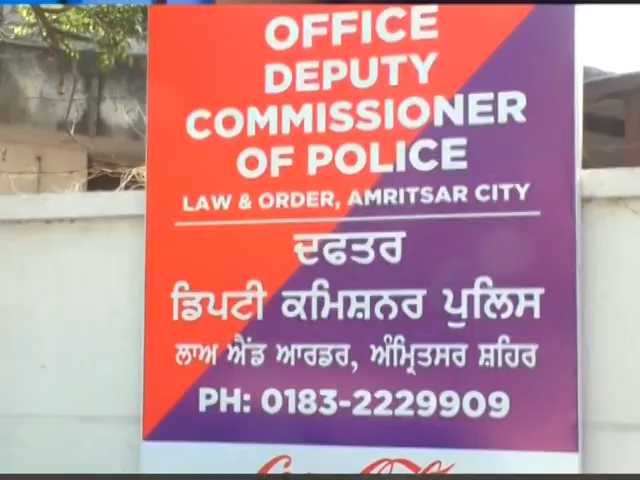 OFFICE
DEPUTY
COMMISSIONER
OF POLICE
LAW & ORDER, AMRITSAR CITY
ਦਫਤਰ
ਡਿਪਟੀ ਕਮਿਸ਼ਨਰ ਪੁਲਿਸ
ਲਾਅ ਐਂਡ ਆਰਡਰ, ਅੰਮ੍ਰਿਤਸਰ ਸ਼ਹਿਰ
PH: 0183-2229909